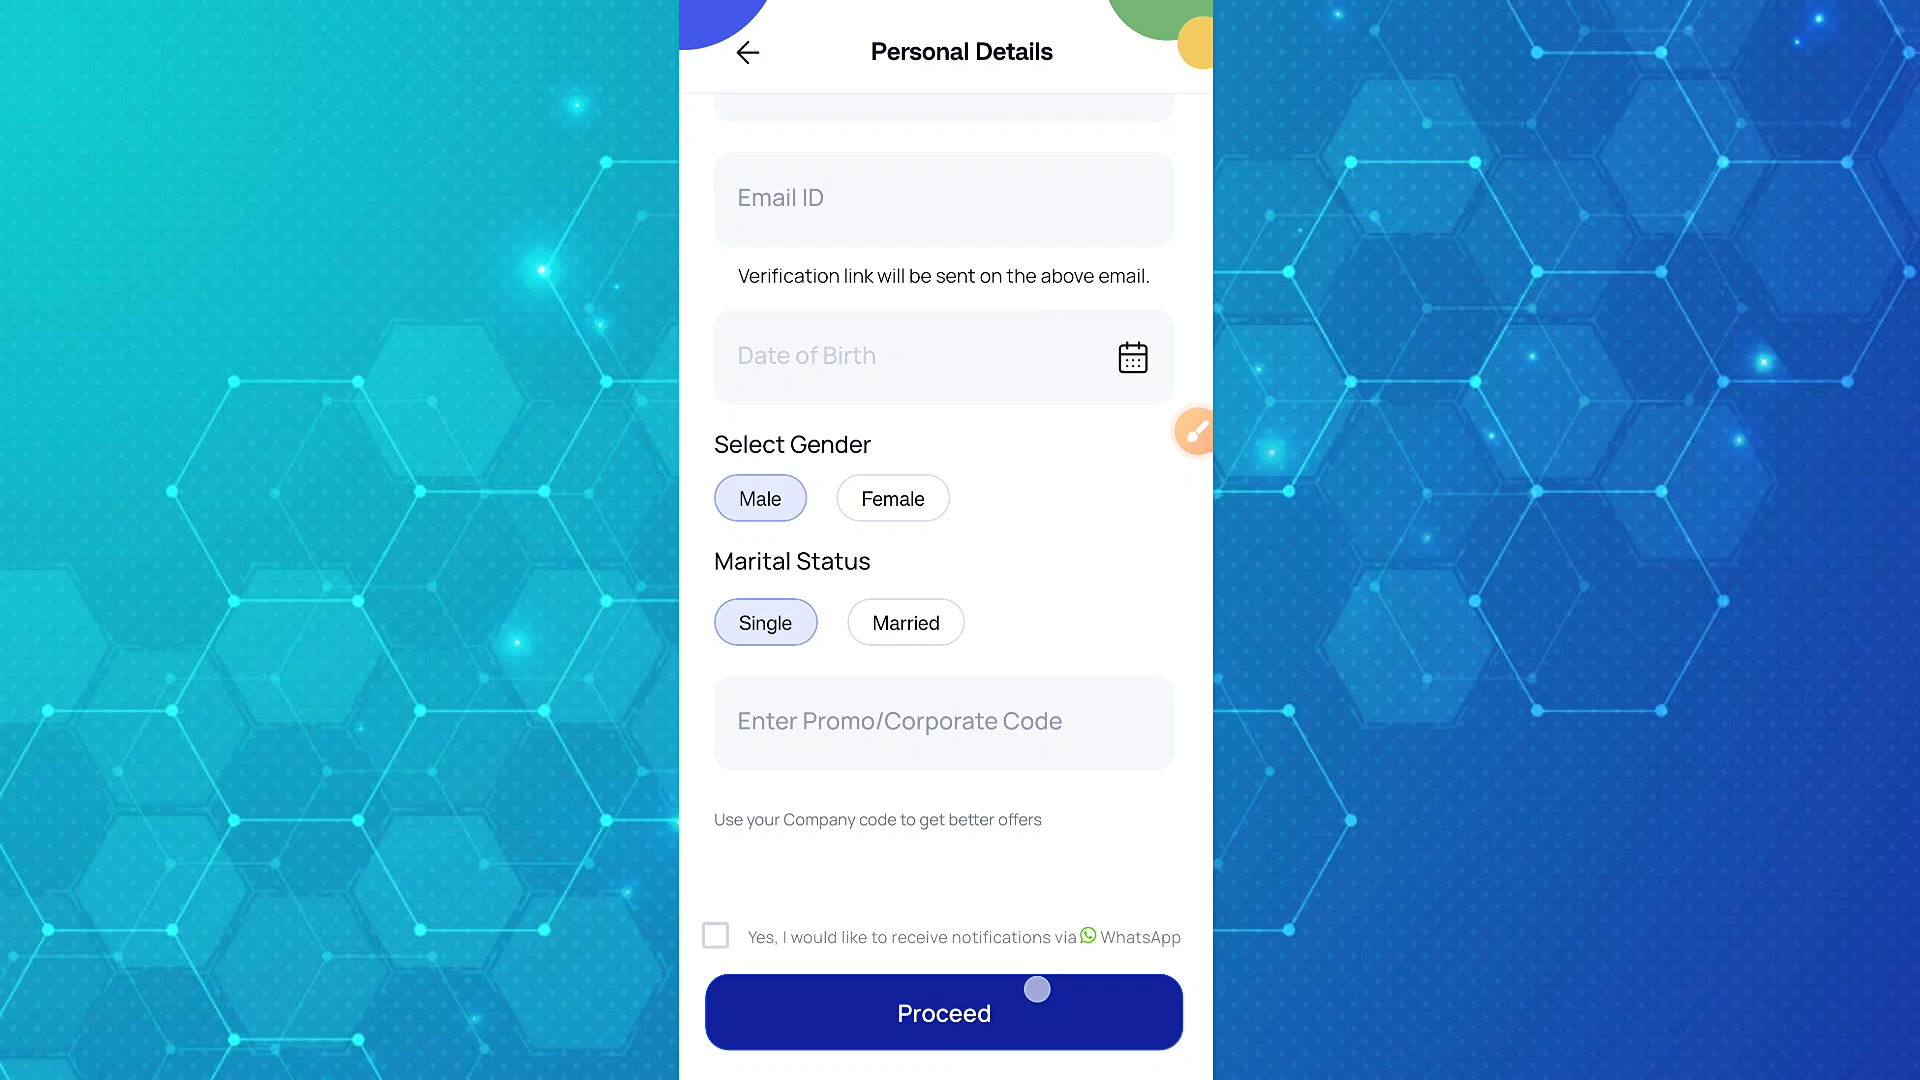 Personal Details
Email ID
Verification link will be sent on the above email.
Date of Birth
Select Gender
Male Female
Marital Status
Single Married
Enter Promo/Corporate Code
Use your Company code to get better offers
Yes, I would like to receive notifications via WhatsApp
Proceed